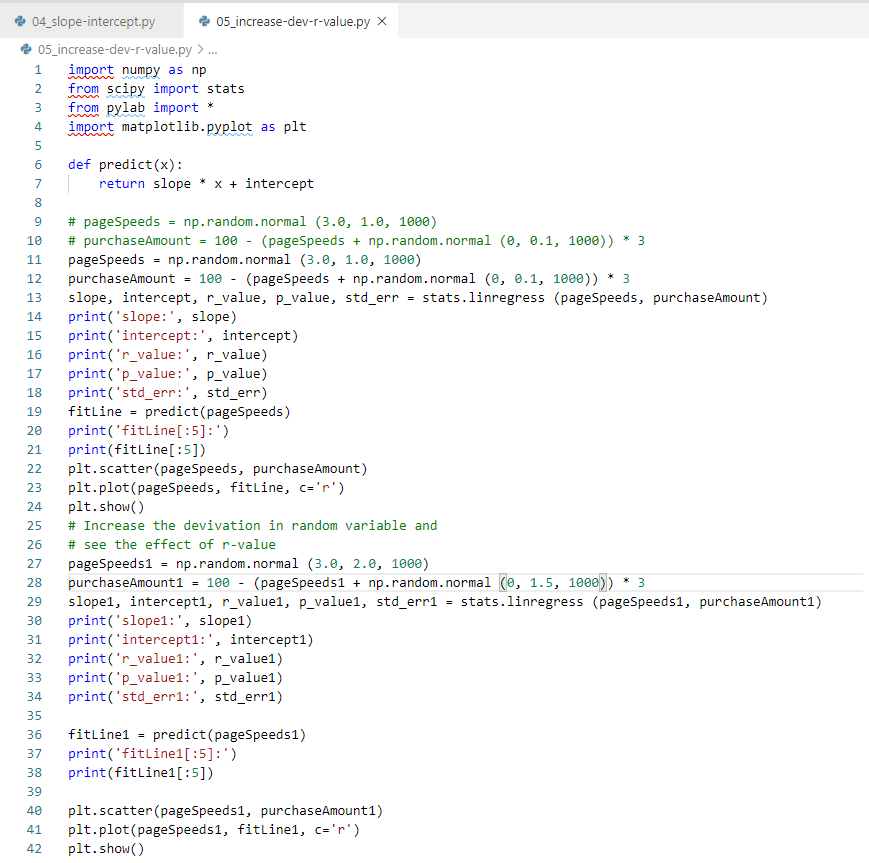 04_slope-intercept.py 05_increase-dev-r-value.py ×
05_increase-dev-r-value.py > ...
1 import numpy as np
2 from scipy import stats
3 from pylab import *
4 import matplotlib.pyplot as plt
5
6 def predict(x):
7     return slope * x + intercept
8
9 # pageSpeeds = np.random.normal (3.0, 1.0, 1000)
10 # purchaseAmount = 100 - (pageSpeeds + np.random.normal (0, 0.1, 1000)) * 3
11 pageSpeeds = np.random.normal (3.0, 1.0, 1000)
12 purchaseAmount = 100 - (pageSpeeds + np.random.normal (0, 0.1, 1000)) * 3
13 slope, intercept, r_value, p_value, std_err = stats.linregress (pageSpeeds, purchaseAmount)
14 print('slope:', slope)
15 print('intercept:', intercept)
16 print('r_value:', r_value)
17 print('p_value:', p_value)
18 print('std_err:', std_err)
19 fitLine = predict(pageSpeeds)
20 print('fitLine[:5]:')
21 print(fitLine[:5])
22 plt.scatter(pageSpeeds, purchaseAmount)
23 plt.plot(pageSpeeds, fitLine, c='r')
24 plt.show()
25 # Increase the devivation in random variable and
26 # see the effect of r-value
27 pageSpeeds1 = np.random.normal (3.0, 2.0, 1000)
28 purchaseAmount1 = 100 - (pageSpeeds1 + np.random.normal (0, 1.5, 1000)) * 3
29 slope1, intercept1, r_value1, p_value1, std_err1 = stats.linregress (pageSpeeds1, purchaseAmount1)
30 print('slope1:', slope1)
31 print('intercept1:', intercept1)
32 print('r_value1:', r_value1)
33 print('p_value1:', p_value1)
34 print('std_err1:', std_err1)
35
36 fitLine1 = predict(pageSpeeds1)
37 print('fitLine1[:5]:')
38 print(fitLine1[:5])
39
40 plt.scatter(pageSpeeds1, purchaseAmount1)
41 plt.plot(pageSpeeds1, fitLine1, c='r')
42 plt.show()